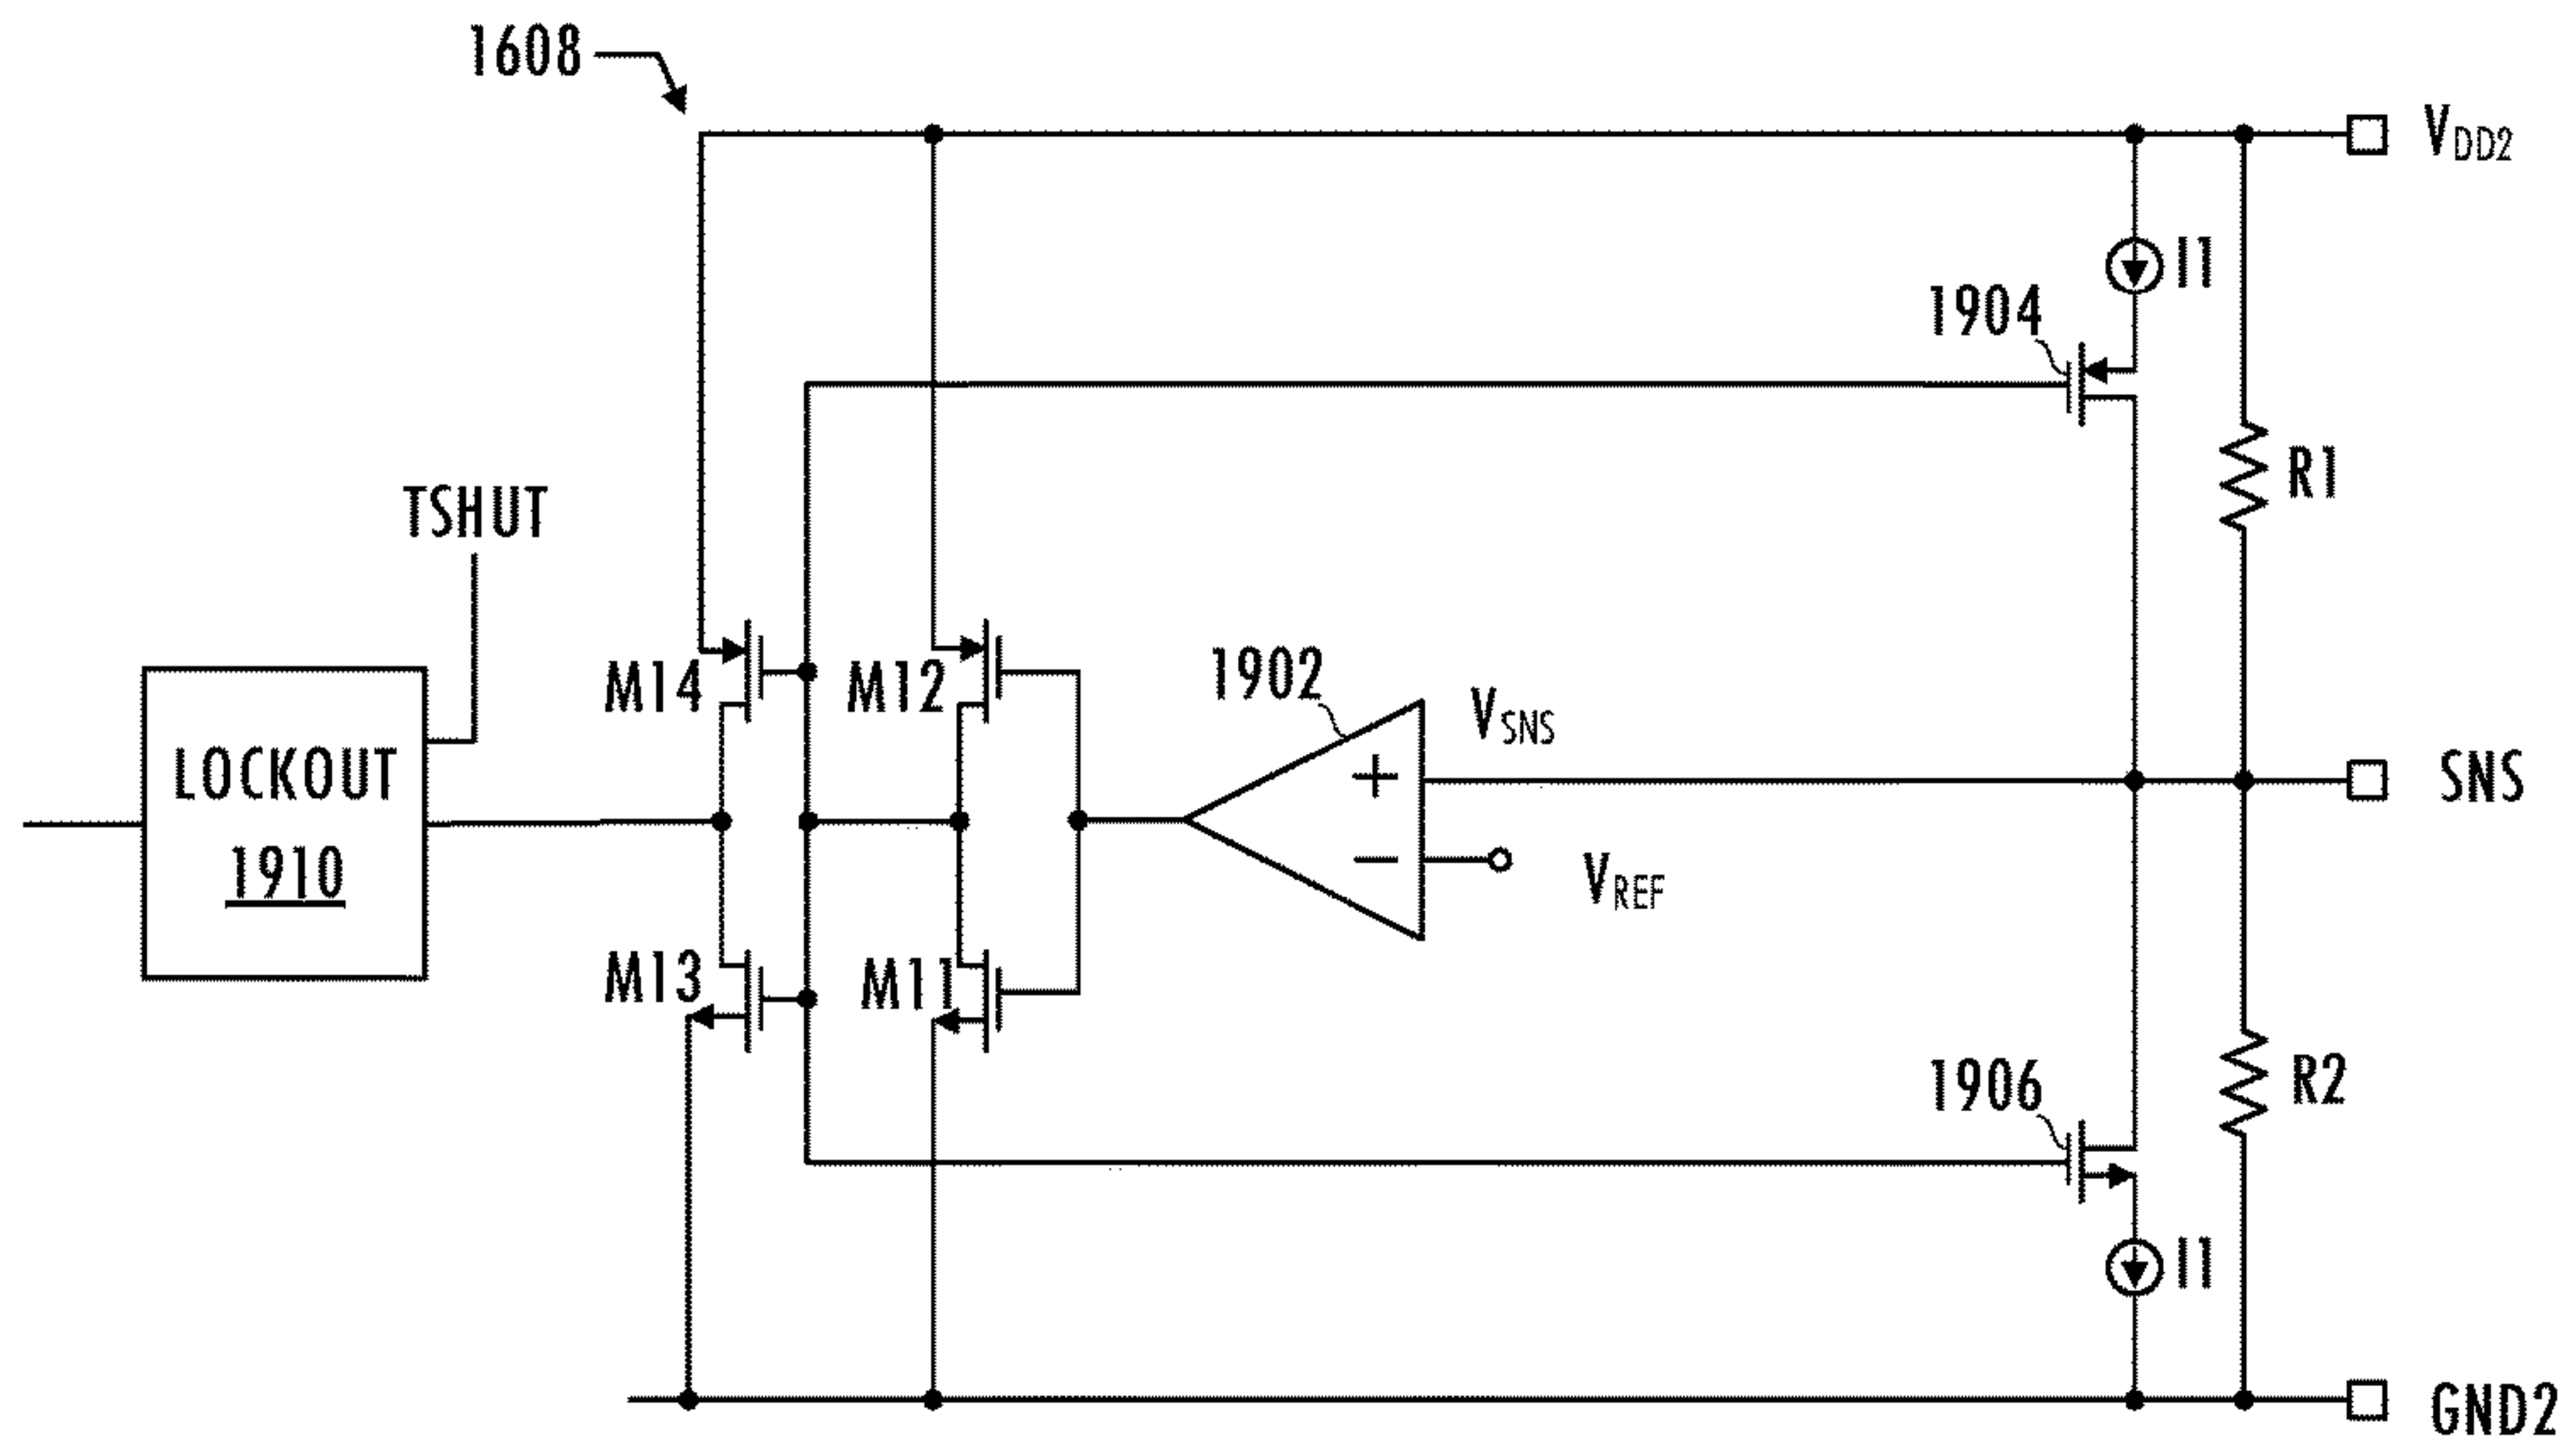 1608
VDD2
I1
1904
R1
TSHUT
M14
M12
1902
VSNS
SNS
LOCKOUT
1910
VREF
M13
M11
1906
R2
I1
GND2